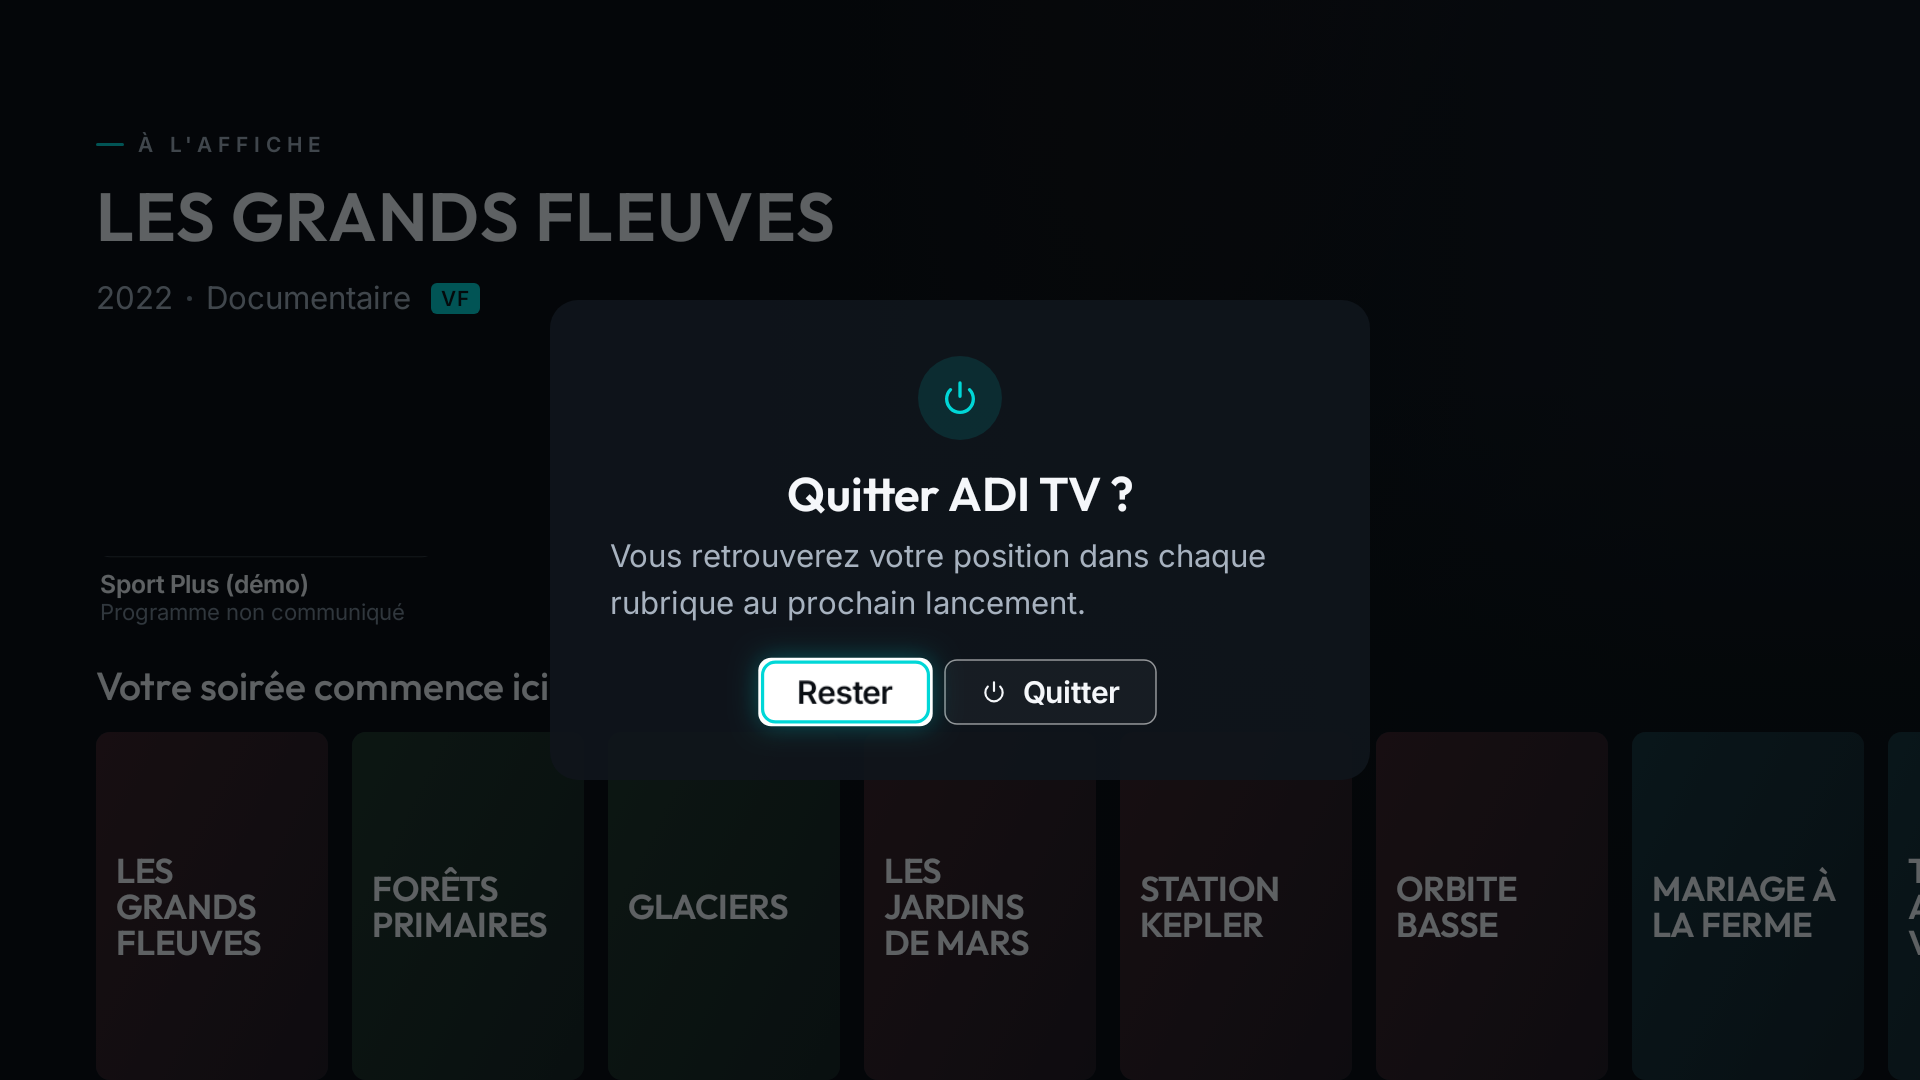 À L'AFFICHE
LES GRANDS FLEUVES
2022 · Documentaire VF
Quitter ADI TV ?
Vous retrouverez votre position dans chaque
rubrique au prochain lancement.
Rester
Quitter
Sport Plus (démo)
Programme non communiqué
Votre soirée commence ici
LES
GRANDS
FLEUVES
FORÊTS
PRIMAIRES
GLACIERS
LES
JARDINS
DE MARS
STATION
KEPLER
ORBITE
BASSE
MARIAGE À
LA FERME